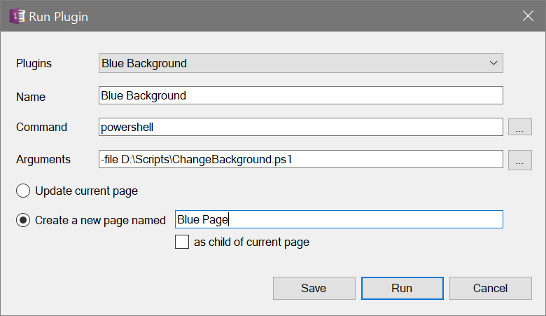 Run Plugin
Plugins Blue Background
Name Blue Background
Command powershell ...
Arguments -file D:\Scripts\ChangeBackground.ps1 ...
Update current page
Create a new page named Blue Page
as child of current page
Save Run Cancel